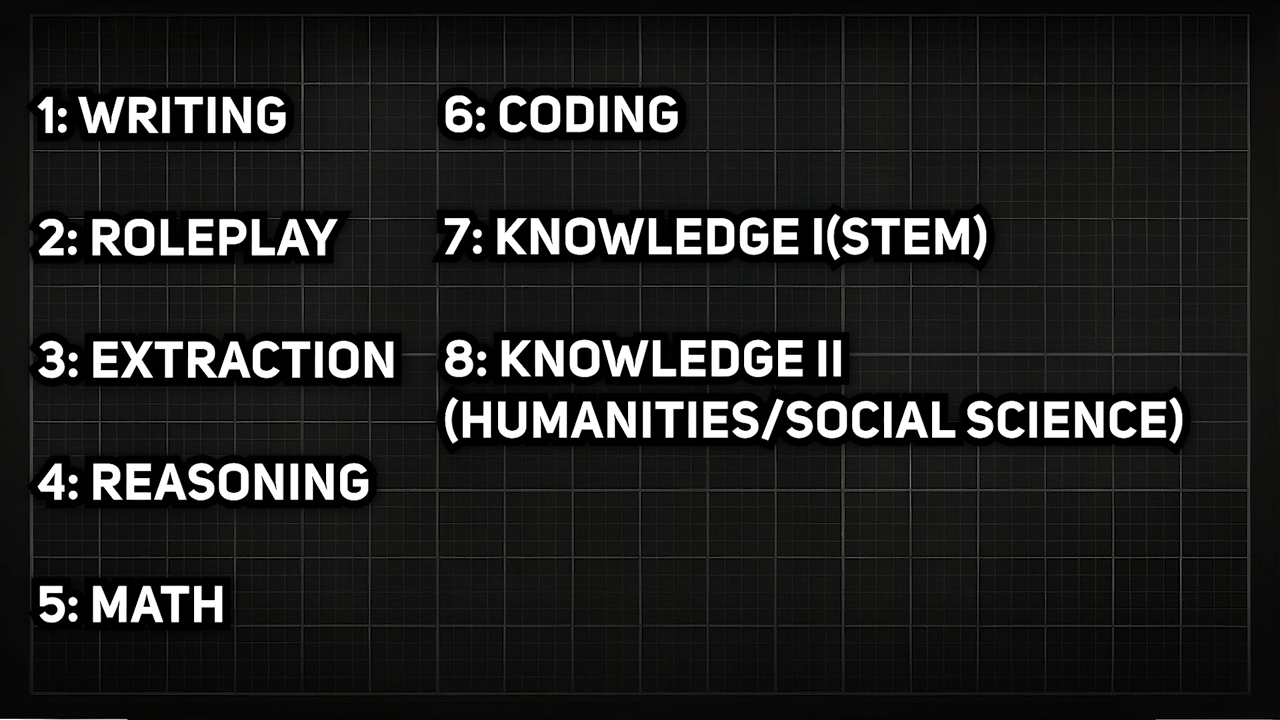 1: WRITING
2: ROLEPLAY
3: EXTRACTION
4: REASONING
5: MATH
6: CODING
7: KNOWLEDGE I(STEM)
8: KNOWLEDGE II
(HUMANITIES/SOCIAL SCIENCE)